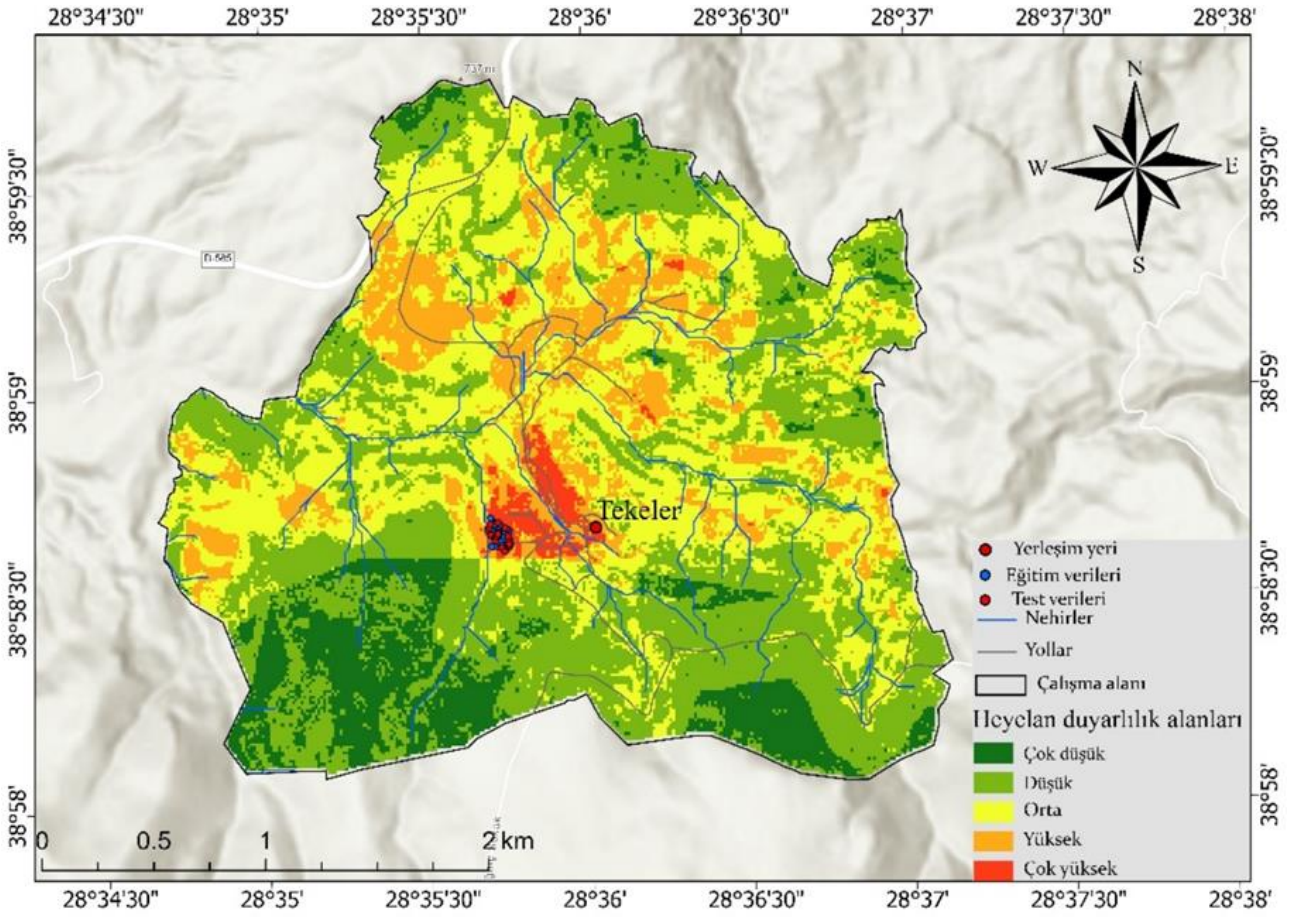 28°34'30" 28°35' 28°35'30" 28°36' 28°36'30" 28°37' 28°37'30" 28°38'
737 m
N
W E
S
38°59'30" 38°59'30"
D-585
38°59' 38°59'
Tekeler
Yerleşim yeri
Eğitim verileri
Test verileri
Nehirler
Yollar
Çalışma alanı
Heyelan duyarlılık alanları
Çok düşük
Düşük
Orta
Yüksek
Çok yüksek
38°58'30" 38°58'30"
38°58' 38°58'
0 0.5 1 2 km
28°34'30" 28°35' 28°35'30" 28°36' 28°36'30" 28°37' 28°37'30" 28°38'